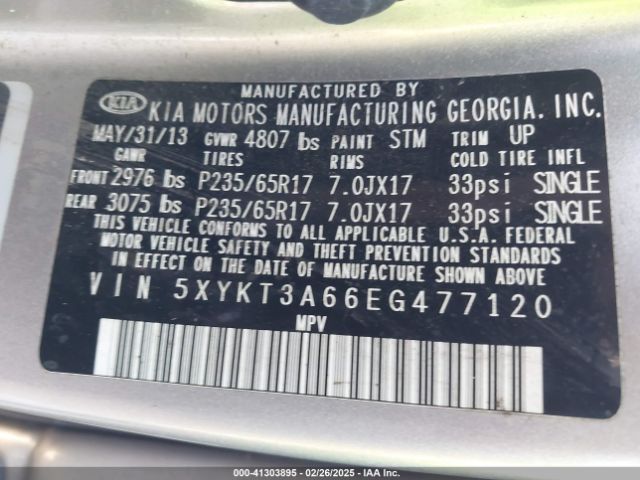 MANUFACTURED BY
KIA KIA MOTORS MANUFACTURING GEORGIA. INC.
MAY/31/13 GVWR 4807 lbs PAINT STM TRIM UP
GAWR TIRES RIMS COLD TIRE INFL
FRONT 2976 lbs P235/65R17 7.0JX17 33psi SINGLE
REAR 3075 lbs P235/65R17 7.0JX17 33psi SINGLE
THIS VEHICLE CONFORMS TO ALL APPLICABLE U.S.A. FEDERAL
MOTOR VEHICLE SAFETY AND THEFT PREVENTION STANDARDS
IN EFFECT ON THE DATE OF MANUFACTURE SHOWN ABOVE
VIN 5XYKT3A66EG477120
MPV
000-41303895 - 02/26/2025 - IAA Inc.